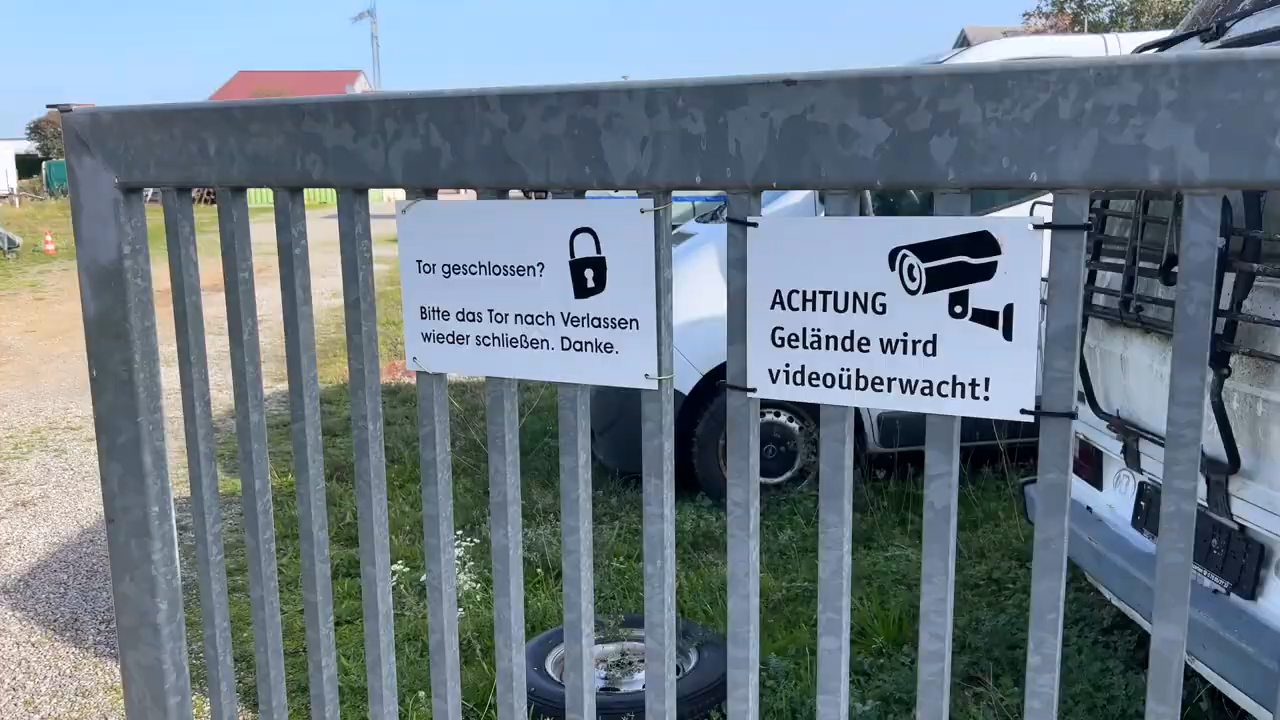 Tor geschlossen?
Bitte das Tor nach Verlassen
wieder schließen. Danke.
ACHTUNG
Gelände wird
videoüberwacht!